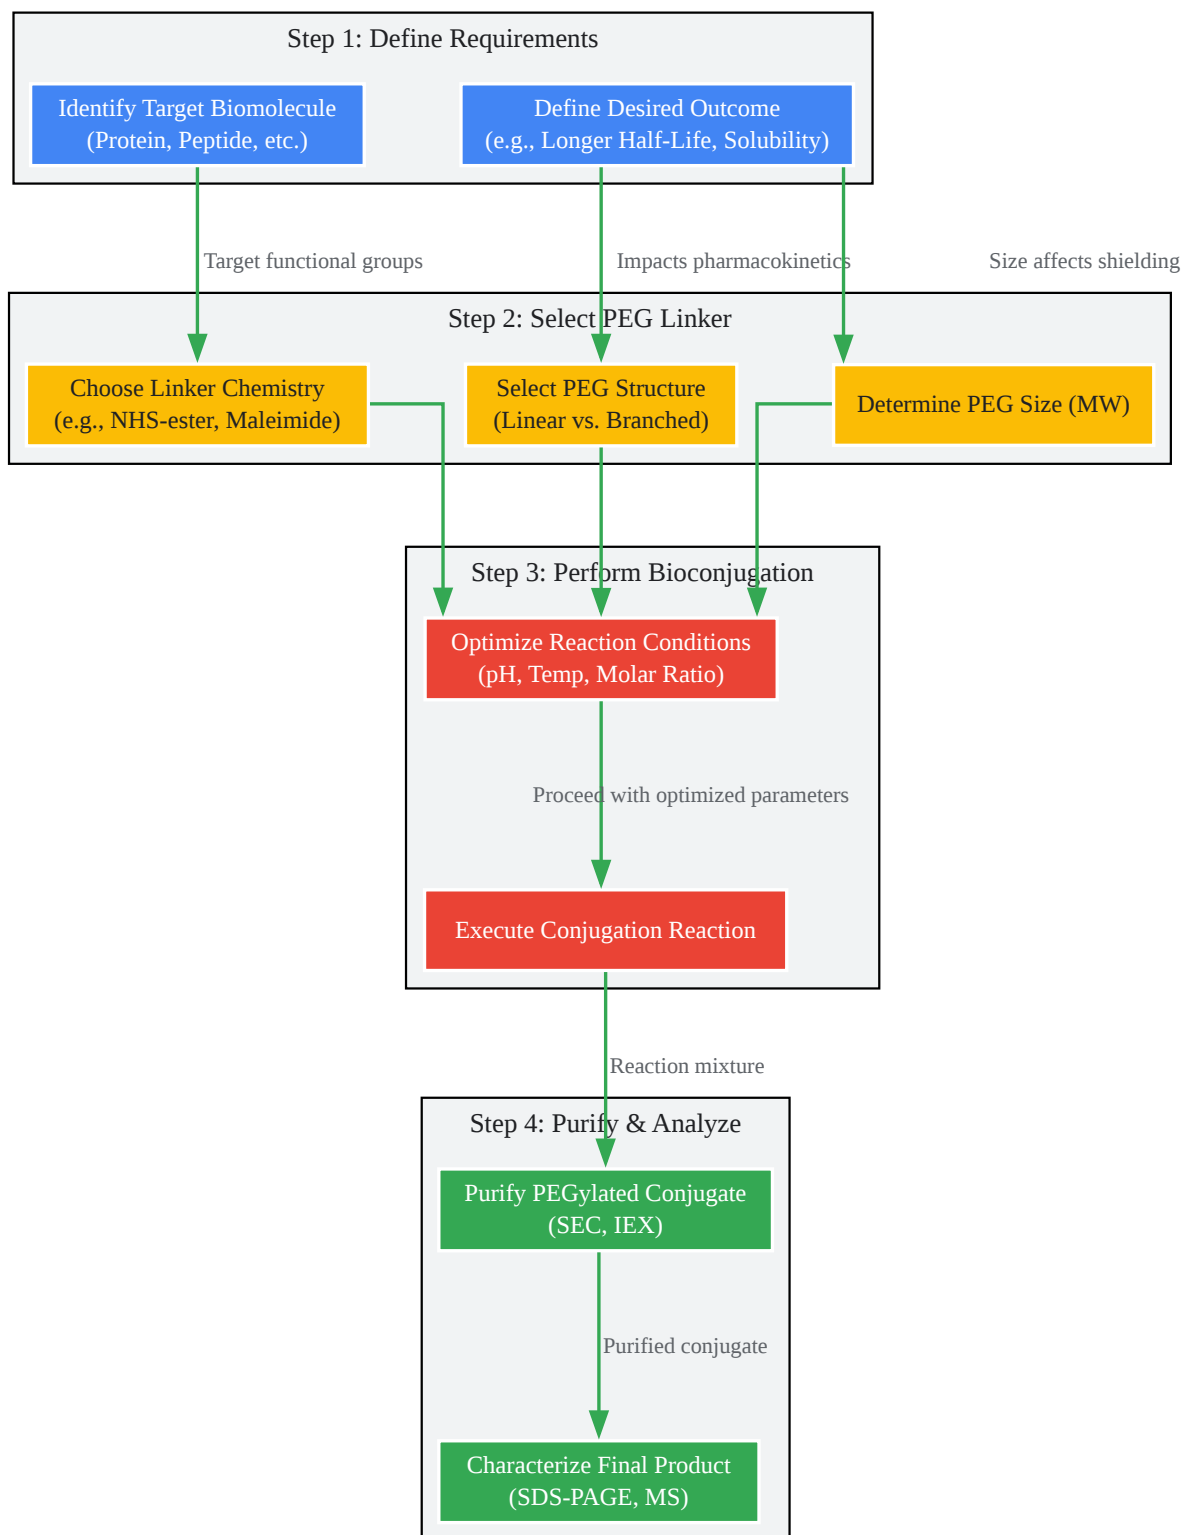 Step 1: Define Requirements
Identify Target Biomolecule
(Protein, Peptide, etc.)
Define Desired Outcome
(e.g., Longer Half-Life, Solubility)
Target functional groups
Impacts pharmacokinetics
Size affects shielding
Step 2: Select PEG Linker
Choose Linker Chemistry
(e.g., NHS-ester, Maleimide)
Select PEG Structure
(Linear vs. Branched)
Determine PEG Size (MW)
Step 3: Perform Bioconjugation
Optimize Reaction Conditions
(pH, Temp, Molar Ratio)
Proceed with optimized parameters
Execute Conjugation Reaction
Reaction mixture
Step 4: Purify & Analyze
Purify PEGylated Conjugate
(SEC, IEX)
Purified conjugate
Characterize Final Product
(SDS-PAGE, MS)